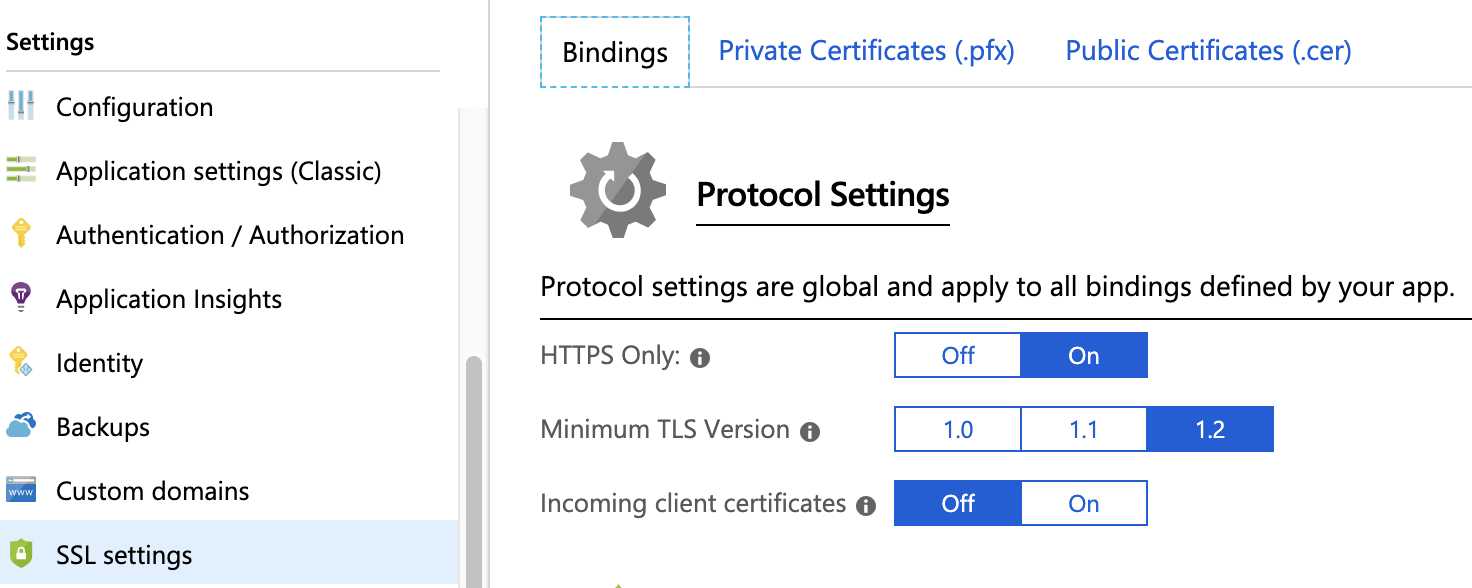 Settings
Configuration
Application settings (Classic)
Authentication / Authorization
Application Insights
Identity
Backups
www
Custom domains
SSL settings
Bindings
Private Certificates (.pfx)
Public Certificates (.cer)
Protocol Settings
Protocol settings are global and apply to all bindings defined by your app.
HTTPS Only: i Off On
Minimum TLS Version i 1.0 1.1 1.2
Incoming client certificates i Off On